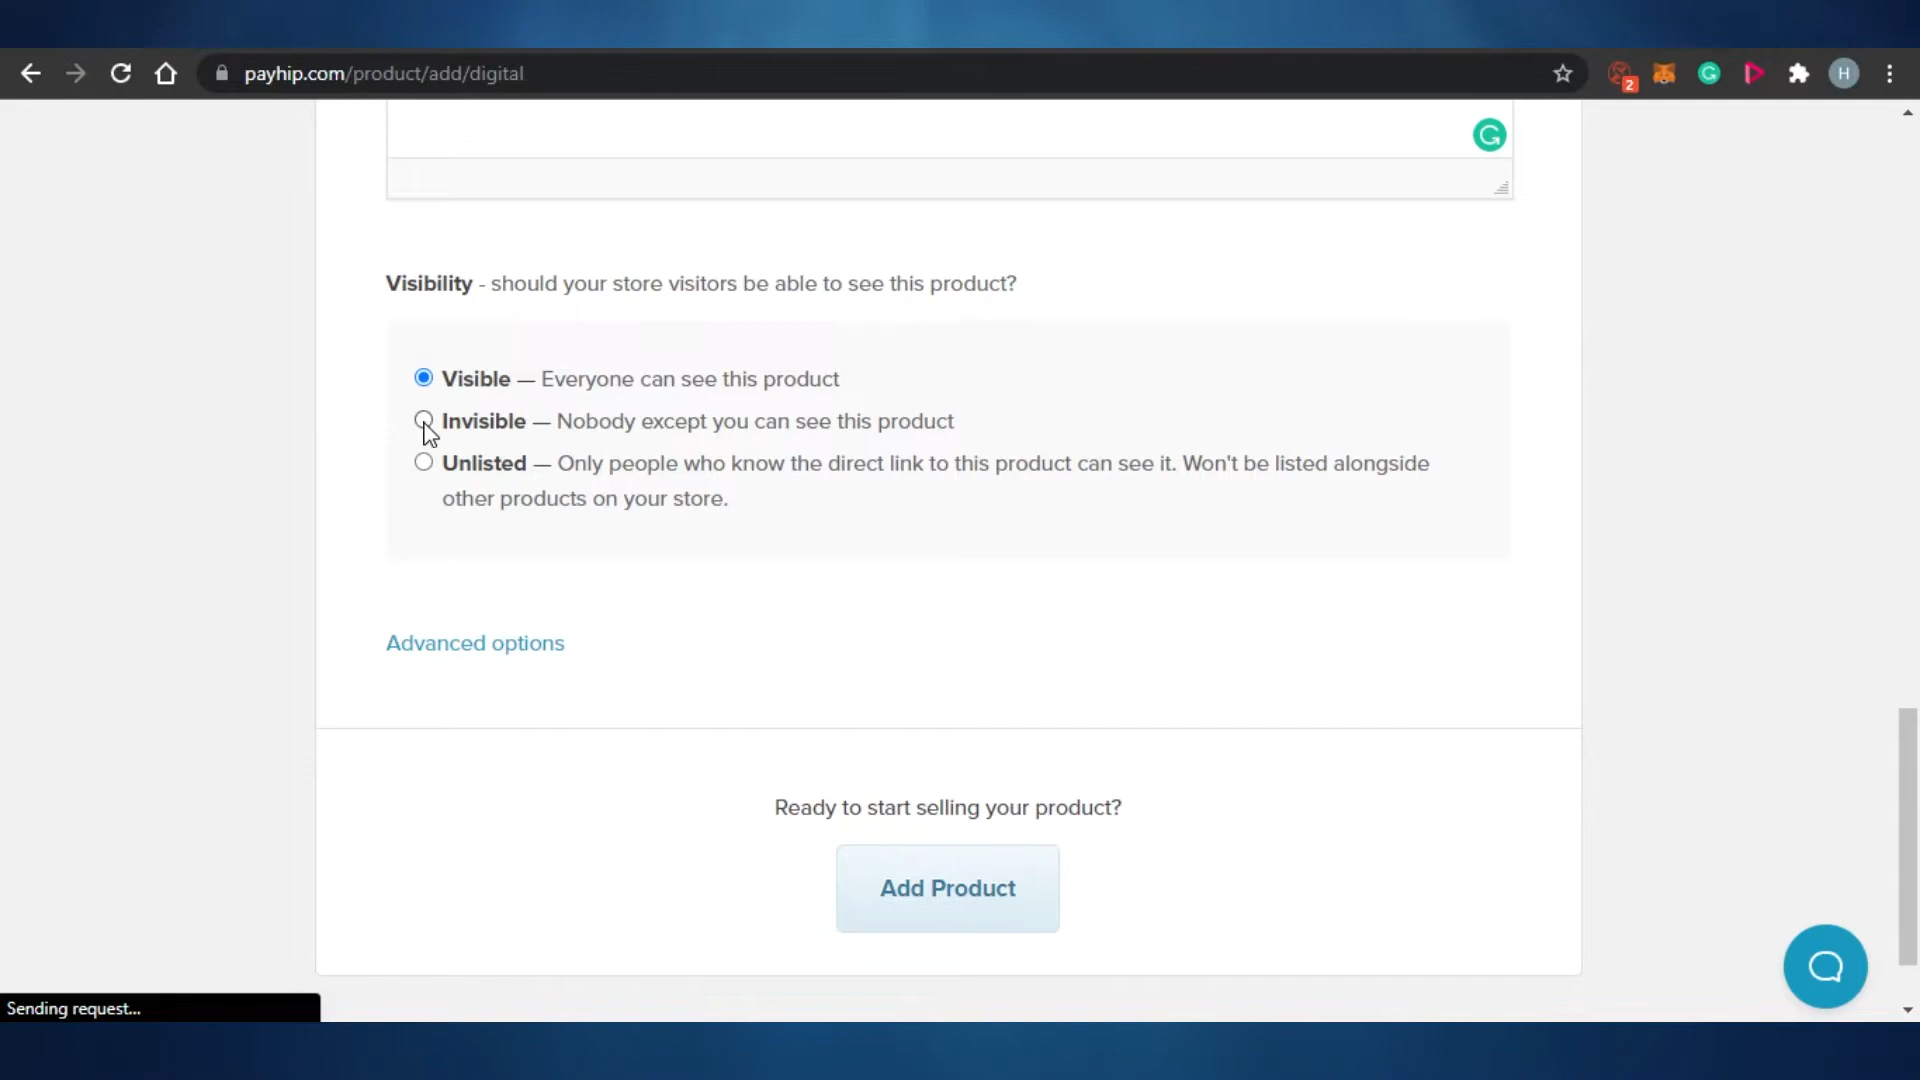 payhip.com/product/add/digital
2
H
Visibility - should your store visitors be able to see this product?
Visible — Everyone can see this product
Invisible — Nobody except you can see this product
Unlisted — Only people who know the direct link to this product can see it. Won't be listed alongside
other products on your store.
Advanced options
Ready to start selling your product?
Add Product
Sending request...